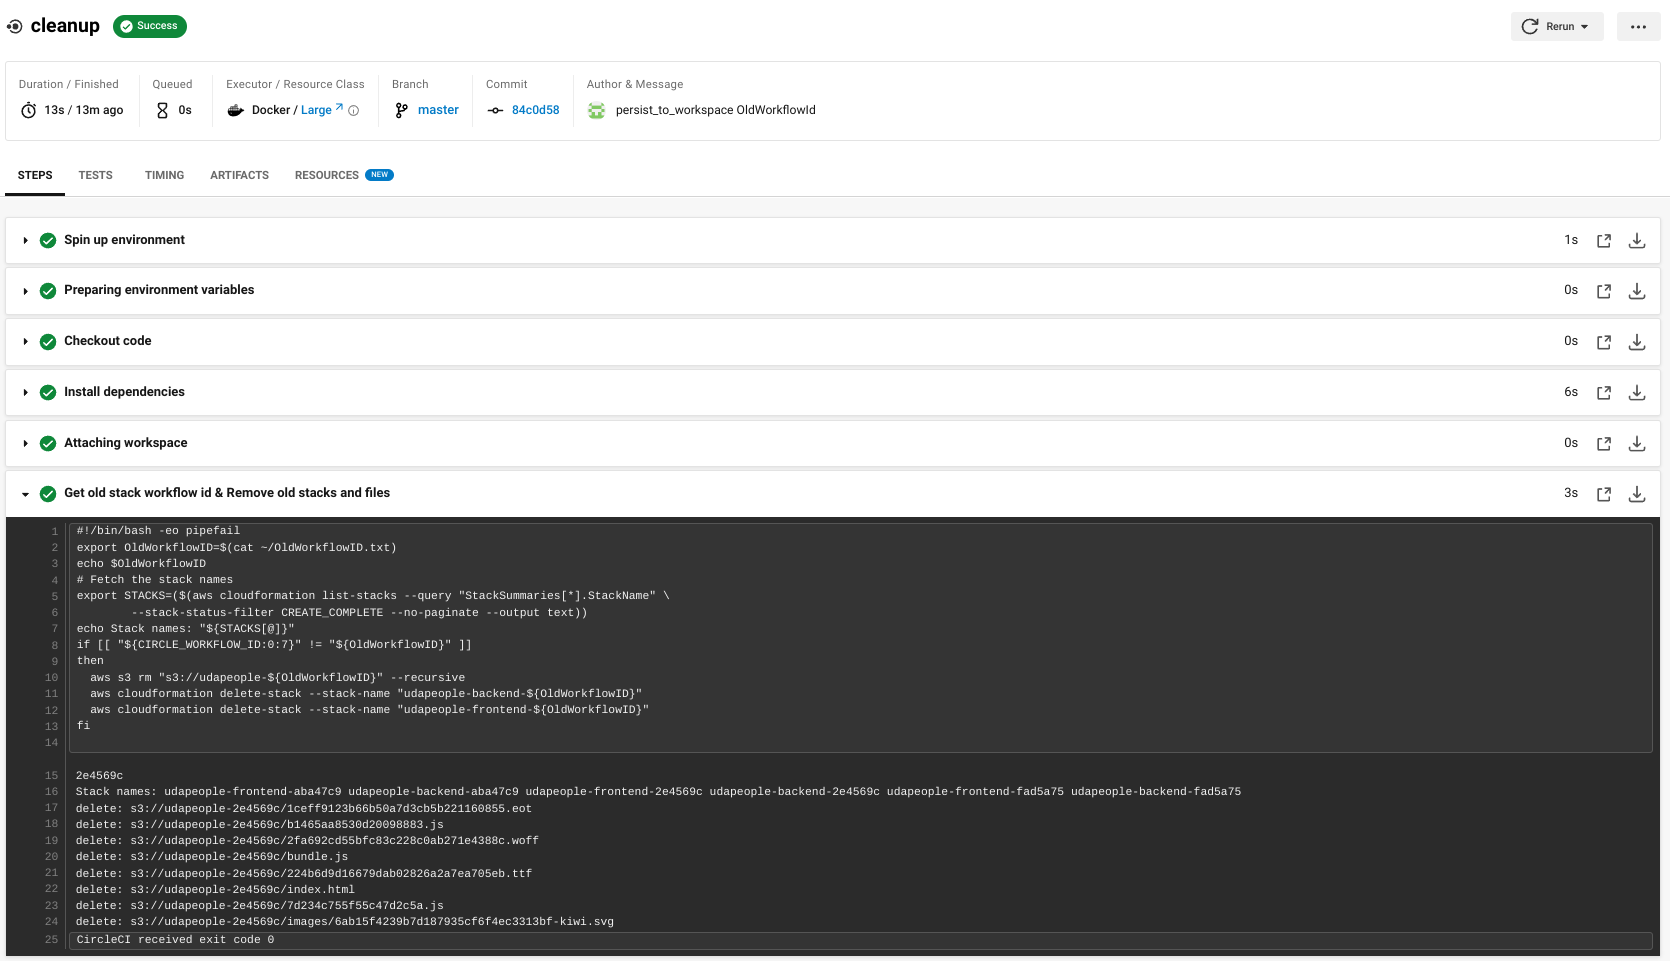 cleanup Success Rerun
Duration / Finished Queued Executor / Resource Class Branch Commit Author & Message
13s / 13m ago 0s Docker / Large master 84c0d58 persist_to_workspace OldWorkflowId
STEPS TESTS TIMING ARTIFACTS RESOURCES NEW
Spin up environment 1s
Preparing environment variables 0s
Checkout code 0s
Install dependencies 6s
Attaching workspace 0s
Get old stack workflow id & Remove old stacks and files 3s
1 #!/bin/bash -eo pipefail
2 export OldWorkflowID=$(cat ~/OldWorkflowID.txt)
3 echo $OldWorkflowID
4 # Fetch the stack names
5 export STACKS=($(aws cloudformation list-stacks --query "StackSummaries[*].StackName" \
6 --stack-status-filter CREATE_COMPLETE --no-paginate --output text))
7 echo Stack names: "${STACKS[@]}"
8 if [[ "${CIRCLE_WORKFLOW_ID:0:7}" != "${OldWorkflowID}" ]]
9 then
10 aws s3 rm "s3://udapeople-${OldWorkflowID}" --recursive
11 aws cloudformation delete-stack --stack-name "udapeople-backend-${OldWorkflowID}"
12 aws cloudformation delete-stack --stack-name "udapeople-frontend-${OldWorkflowID}"
13 fi
14
15 2e4569c
16 Stack names: udapeople-frontend-aba47c9 udapeople-backend-aba47c9 udapeople-frontend-2e4569c udapeople-backend-2e4569c udapeople-frontend-fad5a75 udapeople-backend-fad5a75
17 delete: s3://udapeople-2e4569c/1ceff9123b66b50a7d3cb5b221160855.eot
18 delete: s3://udapeople-2e4569c/b1465aa8530d20098883.js
19 delete: s3://udapeople-2e4569c/2fa692cd55bfc83c228c0ab271e4388c.woff
20 delete: s3://udapeople-2e4569c/bundle.js
21 delete: s3://udapeople-2e4569c/224b6d9d16679dab02826a2a7ea705eb.ttf
22 delete: s3://udapeople-2e4569c/index.html
23 delete: s3://udapeople-2e4569c/7d234c755f55c47d2c5a.js
24 delete: s3://udapeople-2e4569c/images/6ab15f4239b7d187935cf6f4ec3313bf-kiwi.svg
25 CircleCI received exit code 0